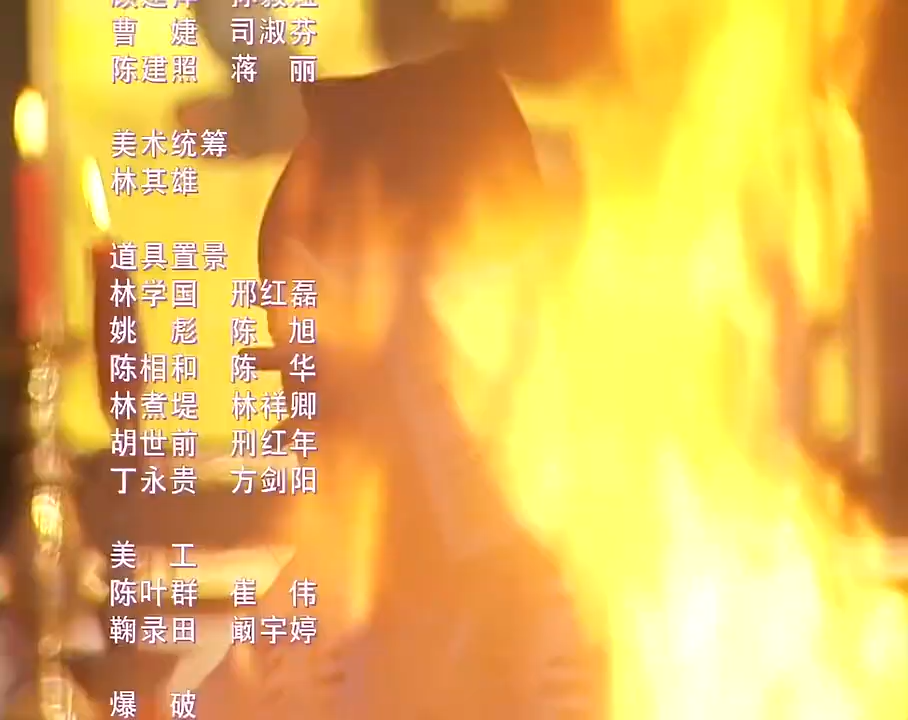 曹　婕　司淑芬
陈建照　蒋　丽
美术统筹
林其雄
道具置景
林学国　邢红磊
姚　彪　陈　旭
陈相和　陈　华
林煮堤　林祥卿
胡世前　刑红年
丁永贵　方剑阳
美　工
陈叶群　崔　伟
鞠录田　阚宇婷
爆　破